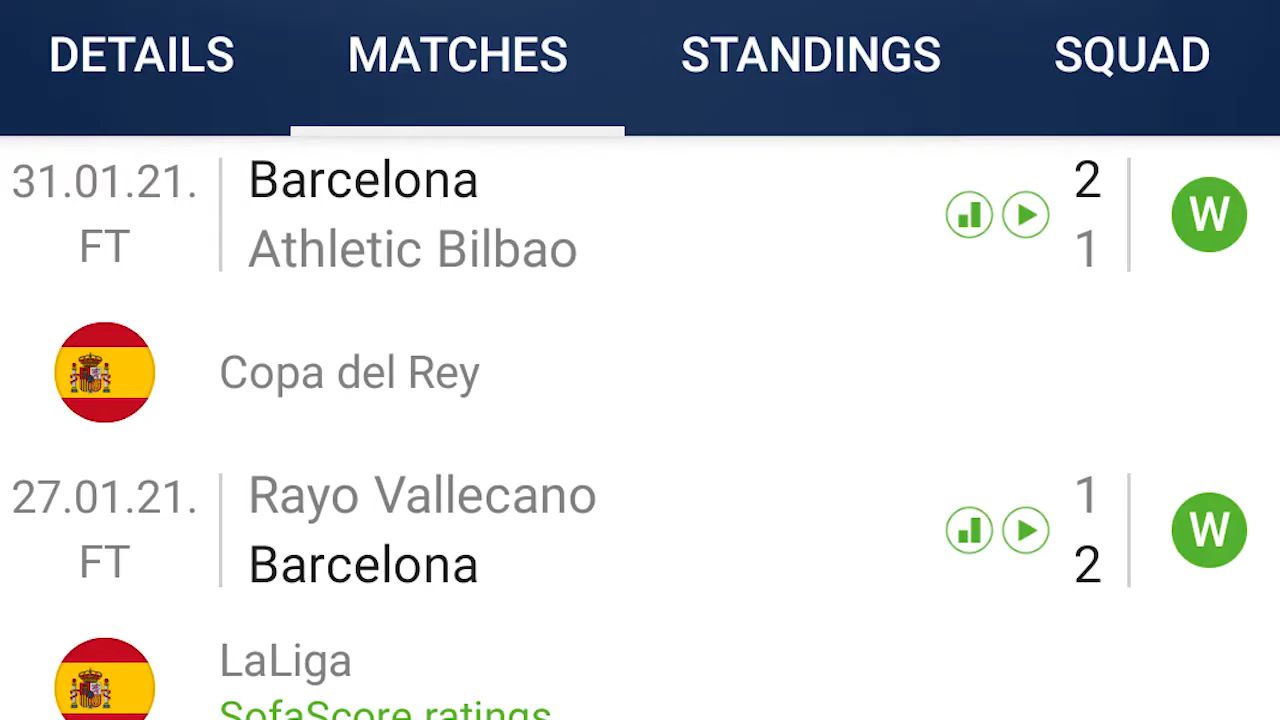 DETAILS MATCHES STANDINGS SQUAD
31.01.21. Barcelona 2 W
FT Athletic Bilbao 1
Copa del Rey
27.01.21. Rayo Vallecano 1 W
FT Barcelona 2
LaLiga
SofaScore ratings